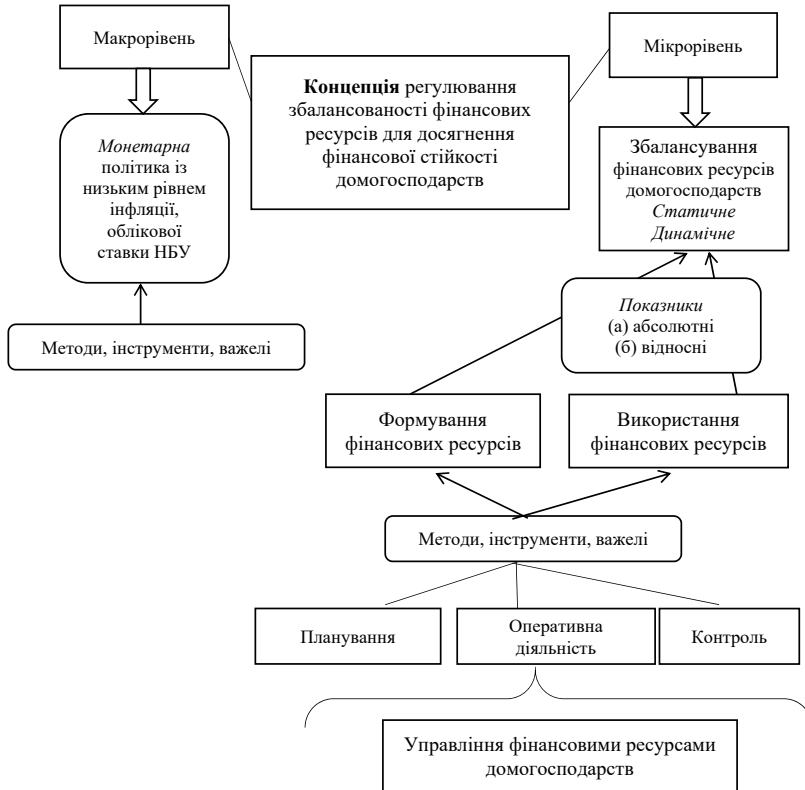 Макрорівень
Мікрорівень
Концепція регулювання
збалансованості фінансових
ресурсів для досягнення
фінансової стійкості
домогосподарств
Монетарна
політика із
низьким рівнем
інфляції,
облікової
ставки НБУ
Збалансування
фінансових ресурсів
домогосподарств
Статичне
Динамічне
Показники
(а) абсолютні
(б) відносні
Методи, інструменти, важелі
Формування
фінансових ресурсів
Використання
фінансових ресурсів
Методи, інструменти, важелі
Планування
Оперативна
діяльність
Контроль
Управління фінансовими ресурсами
домогосподарств